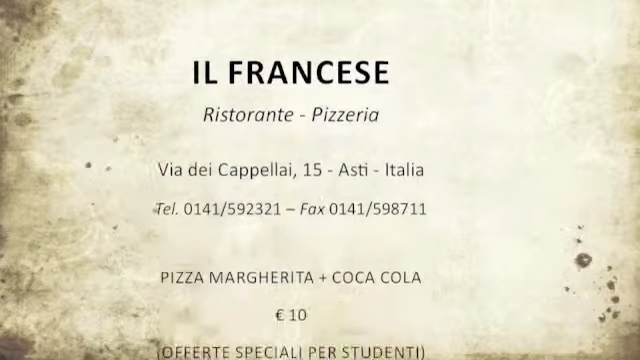 IL FRANCESE
Ristorante - Pizzeria
Via dei Cappellai, 15 - Asti - Italia
Tel. 0141/592321 – Fax 0141/598711
PIZZA MARGHERITA + COCA COLA
€ 10
(OFFERTE SPECIALI PER STUDENTI)